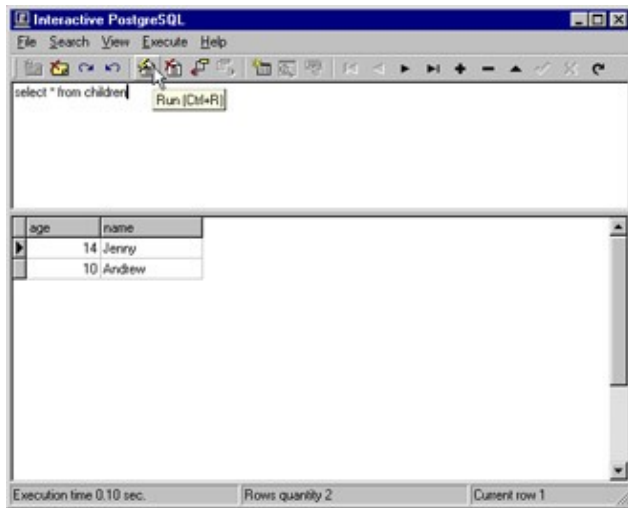 Interactive PostgreSQL
File Search View Execute Help
select * from children
Run (Ctrl+R)
age name
14 Jenny
10 Andrew
Execution time 0.10 sec. Rows quantity 2 Current row 1